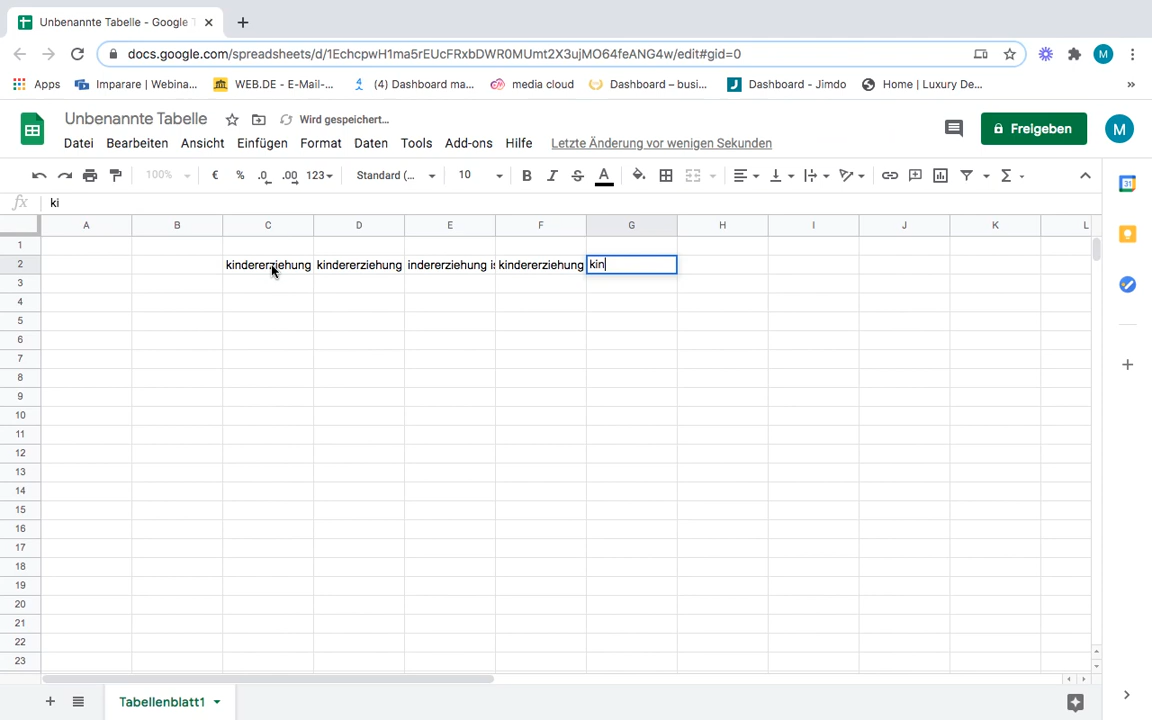 Unbenannte Tabelle - Google T
docs.google.com/spreadsheets/d/1EchcpwH1ma5rEUcFRxbDWR0MUmt2X3ujMO64feANG4w/edit#gid=0
M
Apps Imparare | Webina... WEB.DE - E-Mail-... (4) Dashboard ma... media cloud Dashboard – busi... Dashboard - Jimdo Home | Luxury De... »
Unbenannte Tabelle Wird gespeichert...
Freigeben M
Datei Bearbeiten Ansicht Einfügen Format Daten Tools Add-ons Hilfe Letzte Änderung vor wenigen Sekunden
100% € % .0 .00 123 Standard (... 10 B I S A Σ
31
fx ki
A B C D E F G H I J K L
1
2 kindererziehung kindererziehung indererziehung is kindererziehung kin
3
4
5
6
7
8
9
10
11
12
13
14
15
16
17
18
19
20
21
22
23
Tabellenblatt1